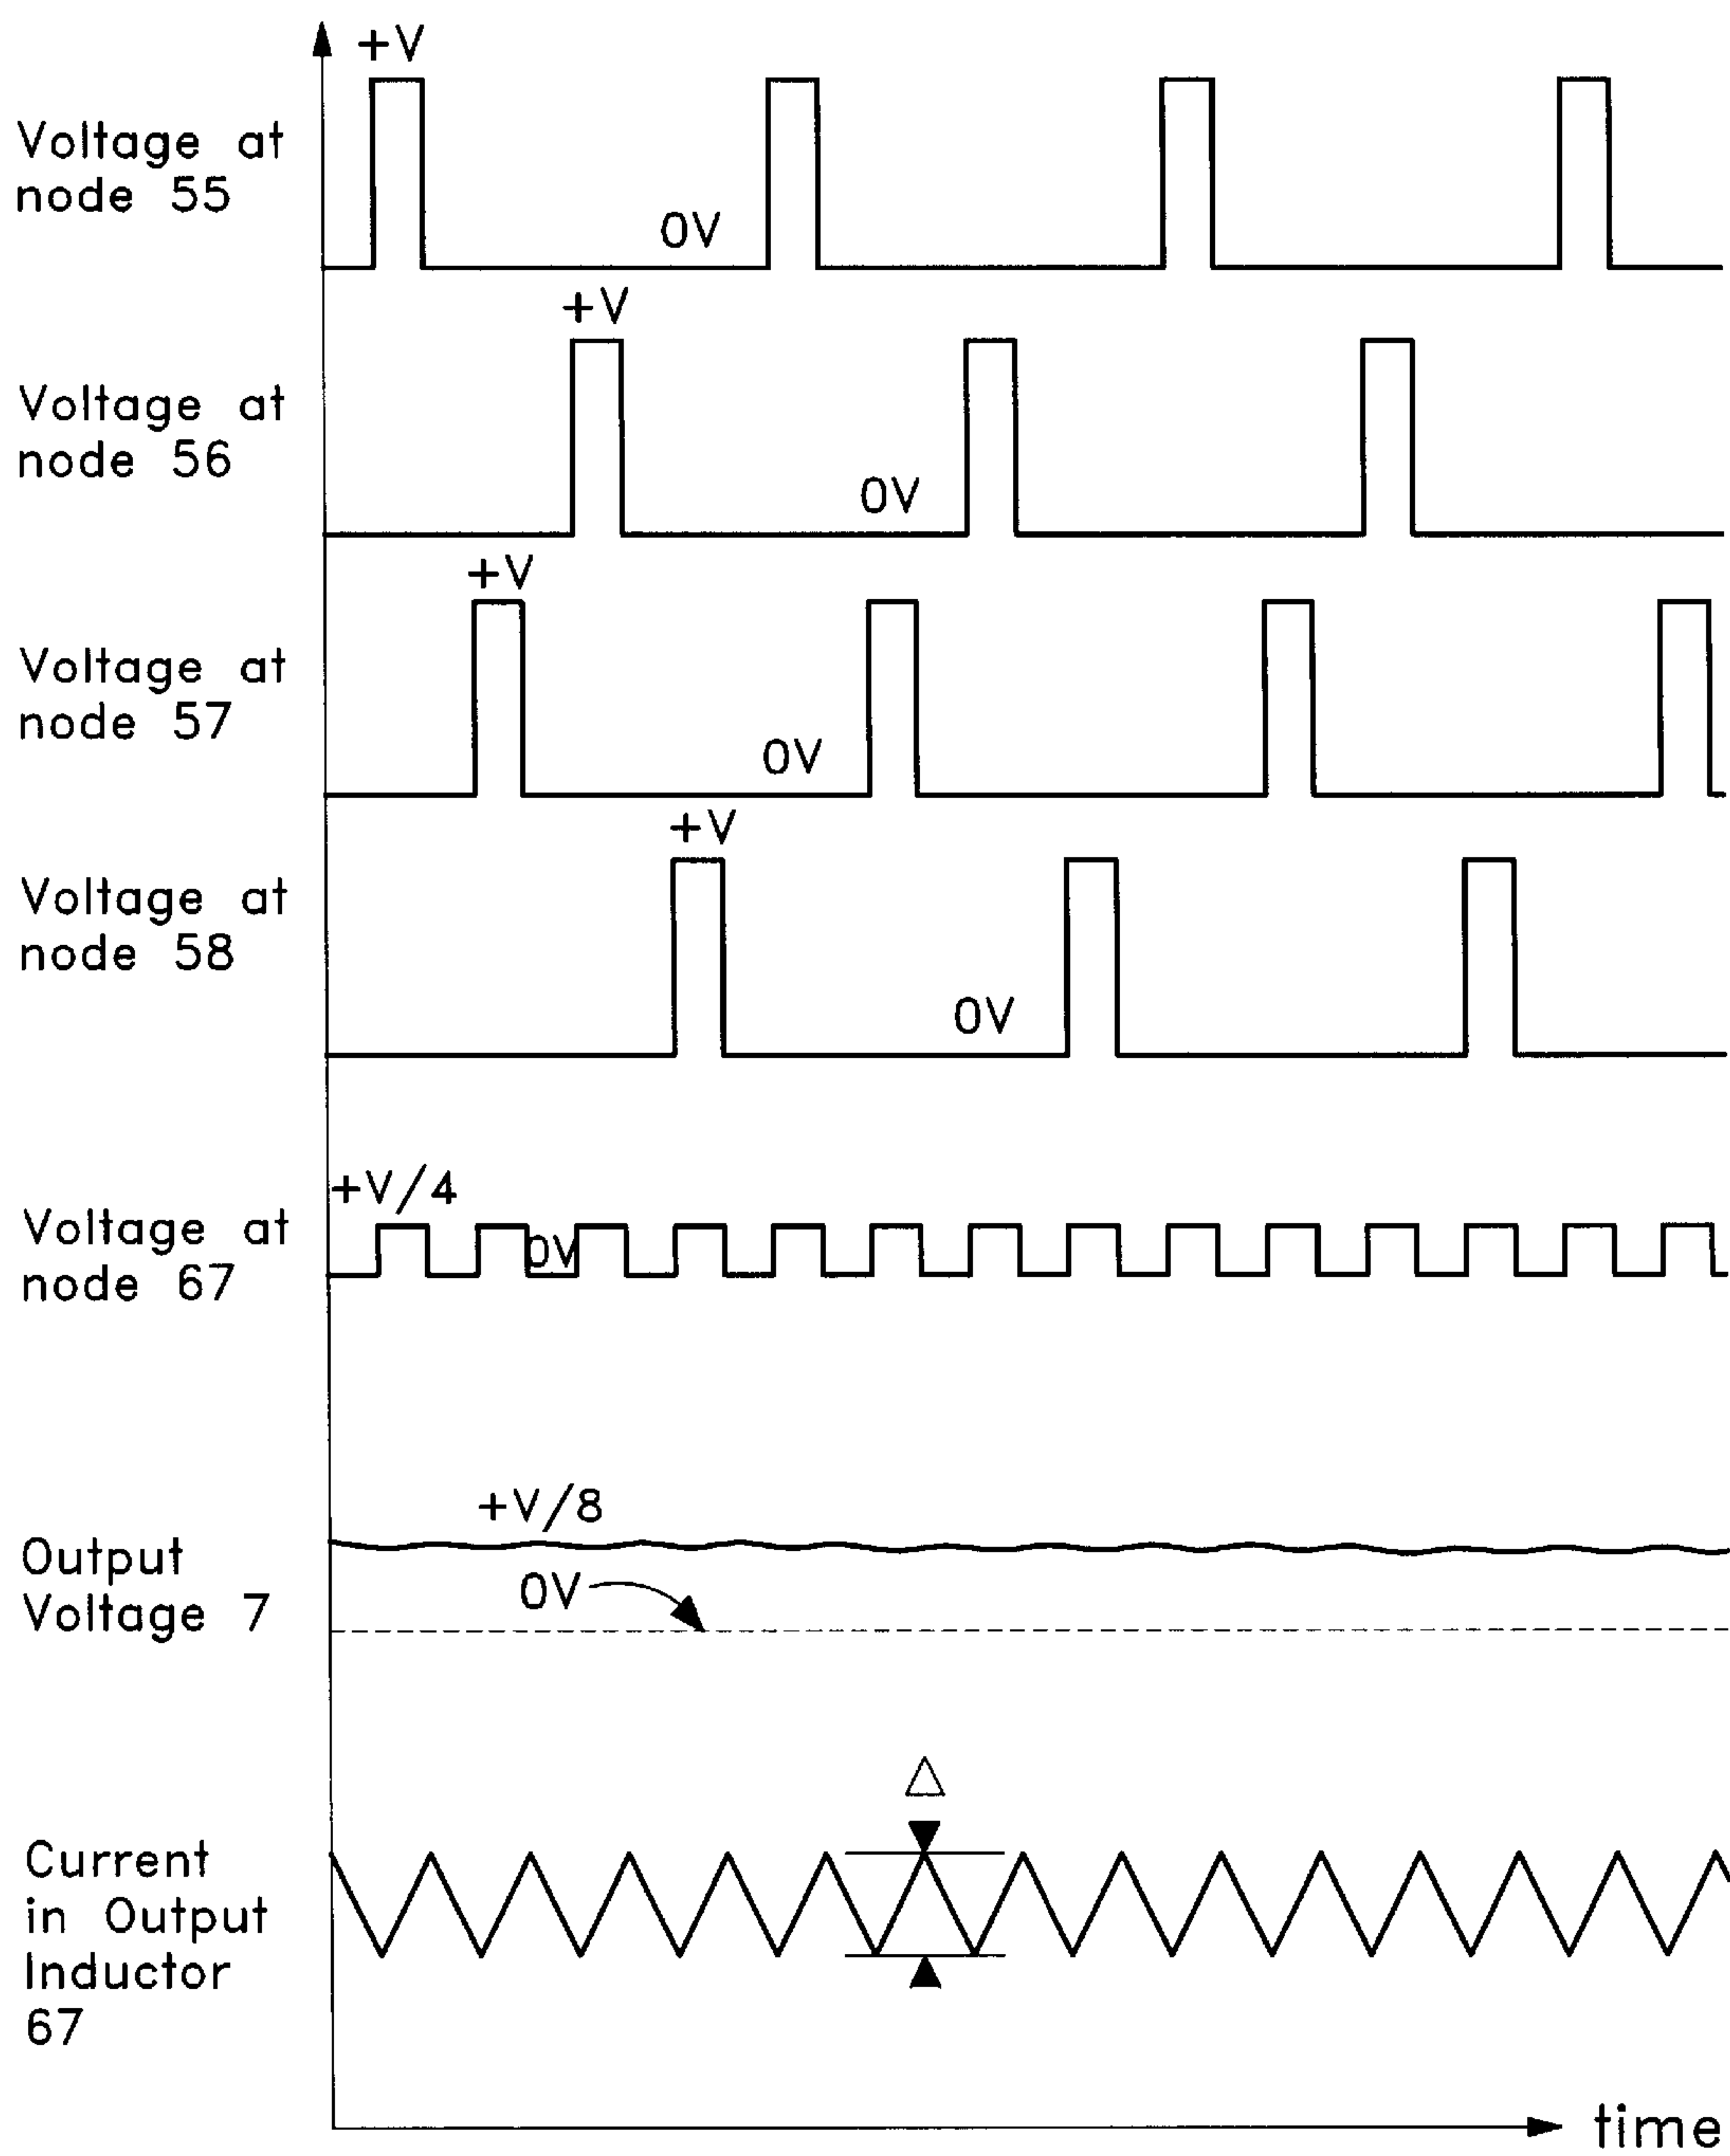 +V
Voltage at
node 55
0V
+V
Voltage at
node 56
0V
+V
Voltage at
node 57
0V
+V
Voltage at
node 58
0V
+V/4
Voltage at
node 67
0V
+V/8
Output
Voltage 7
0V
△
Current
in Output
Inductor
67
time